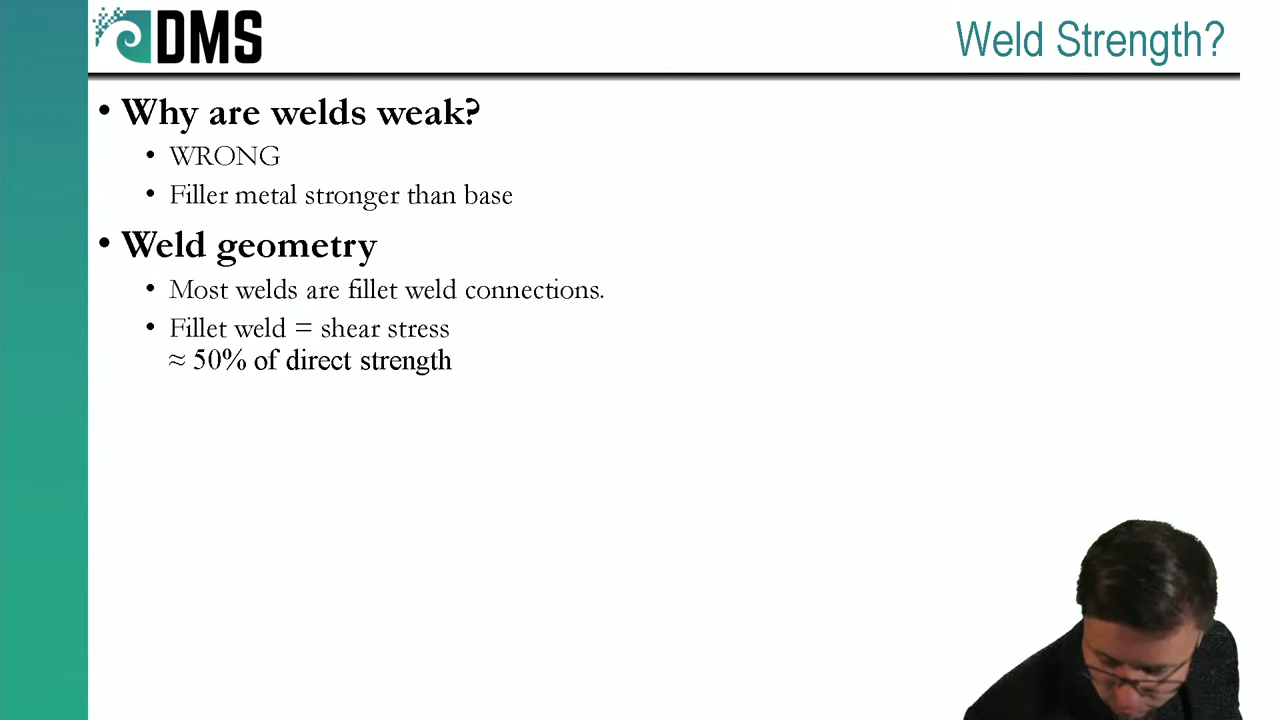 DMS
Weld Strength?
• Why are welds weak?
• WRONG
• Filler metal stronger than base
• Weld geometry
• Most welds are fillet weld connections.
• Fillet weld = shear stress
≈ 50% of direct strength